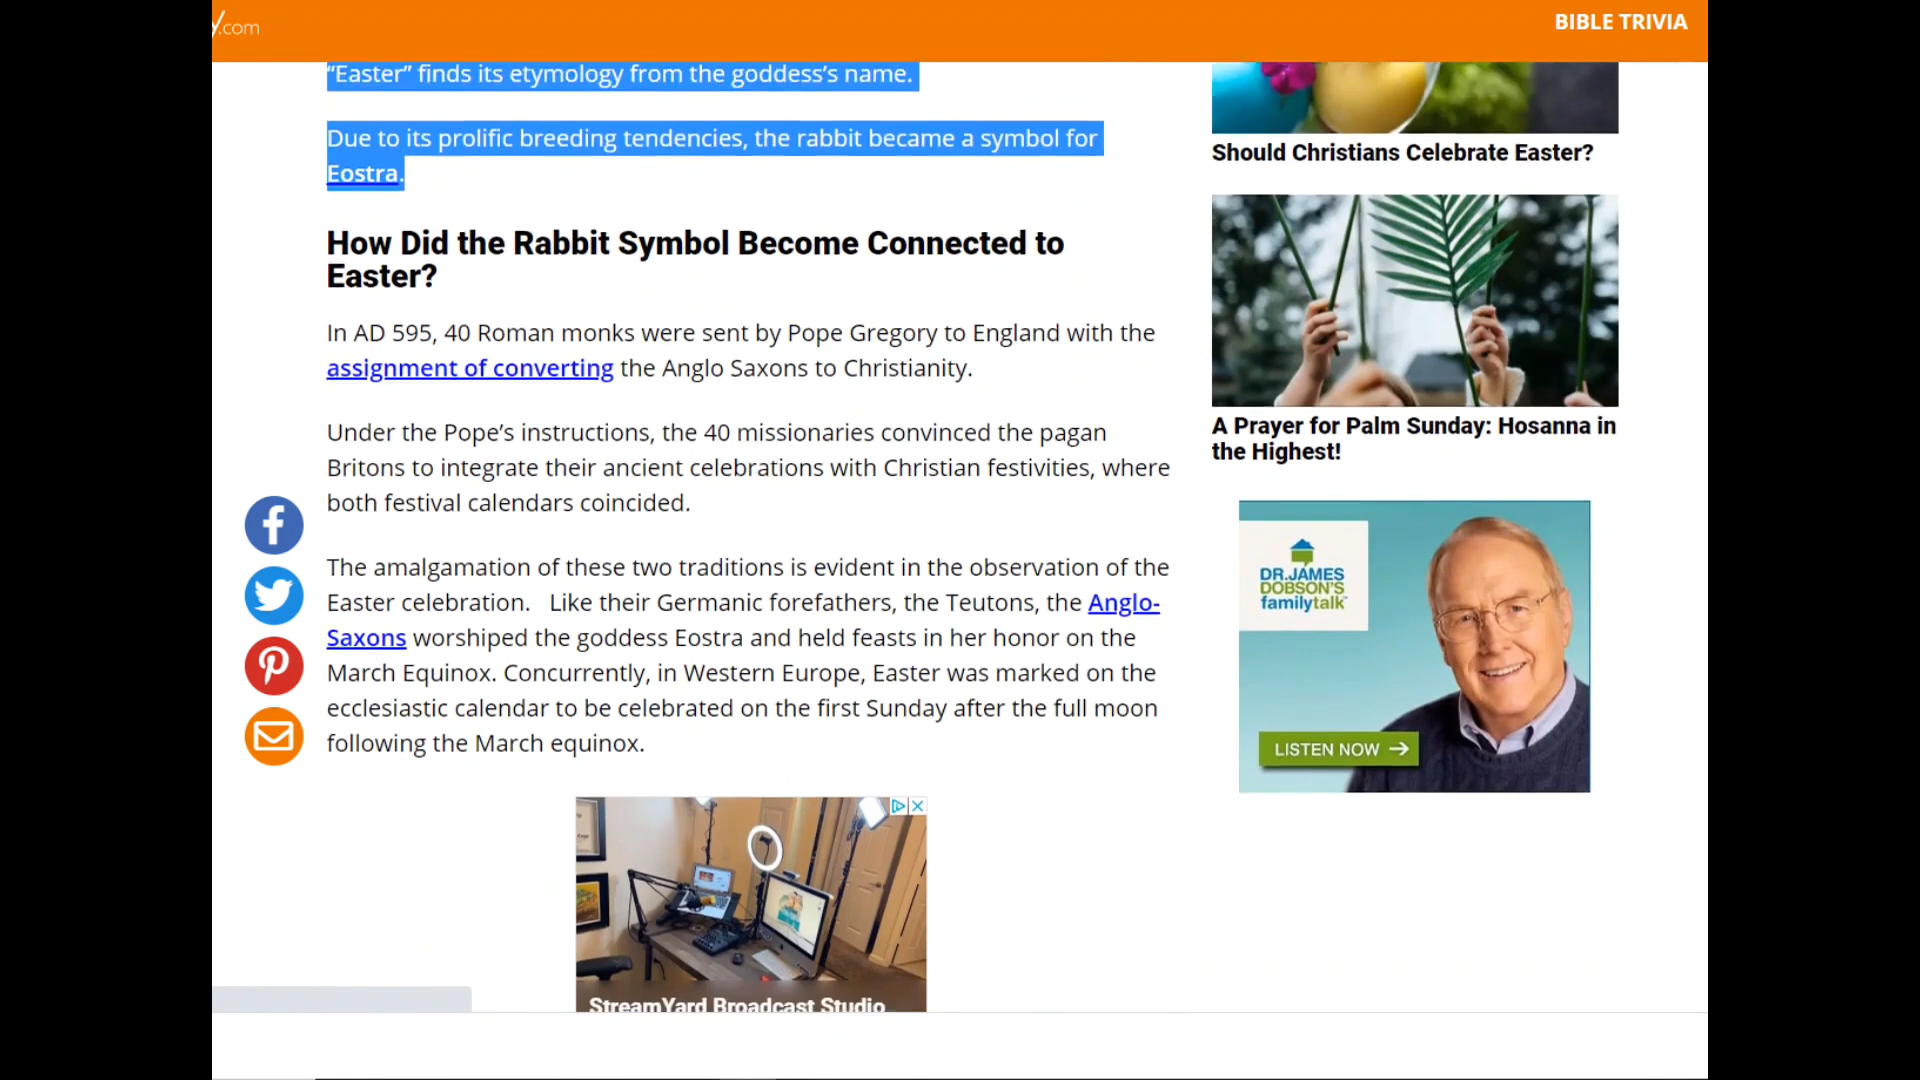 y.com
BIBLE TRIVIA
“Easter” finds its etymology from the goddess’s name.
Due to its prolific breeding tendencies, the rabbit became a symbol for
Eostra.
How Did the Rabbit Symbol Become Connected to
Easter?
In AD 595, 40 Roman monks were sent by Pope Gregory to England with the
assignment of converting the Anglo Saxons to Christianity.
Under the Pope’s instructions, the 40 missionaries convinced the pagan
Britons to integrate their ancient celebrations with Christian festivities, where
both festival calendars coincided.
The amalgamation of these two traditions is evident in the observation of the
Easter celebration.   Like their Germanic forefathers, the Teutons, the Anglo-
Saxons worshiped the goddess Eostra and held feasts in her honor on the
March Equinox. Concurrently, in Western Europe, Easter was marked on the
ecclesiastic calendar to be celebrated on the first Sunday after the full moon
following the March equinox.
StreamYard Broadcast Studio
Should Christians Celebrate Easter?
A Prayer for Palm Sunday: Hosanna in
the Highest!
DR. JAMES
DOBSON'S
familytalk
LISTEN NOW